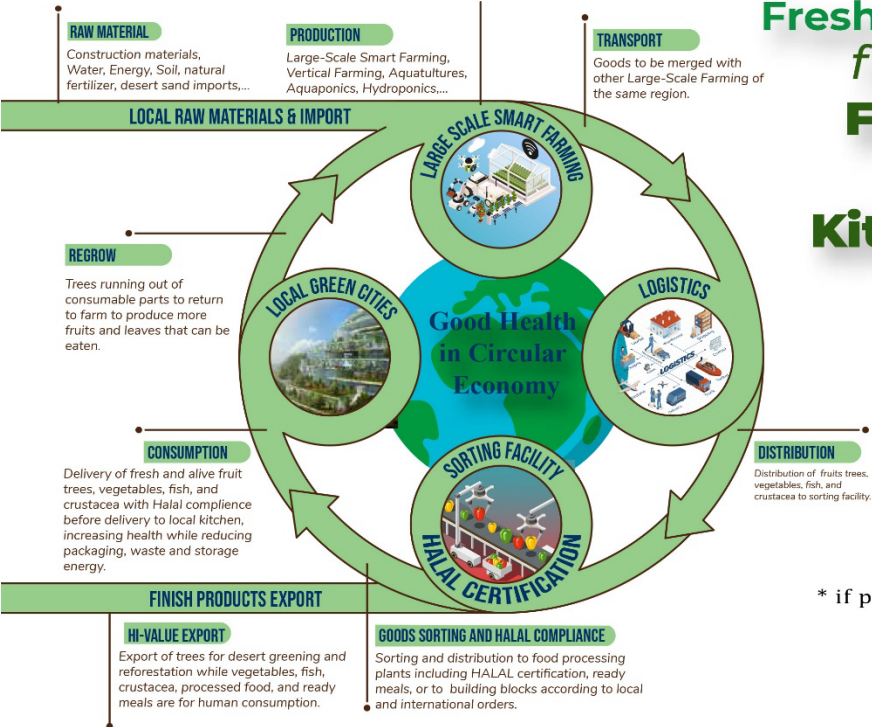 RAW MATERIAL
Construction materials,
Water, Energy, Soil, natural
fertilizer, desert sand imports,...
PRODUCTION
Large-Scale Smart Farming,
Vertical Farming, Aquatultures,
Aquaponics, Hydroponics,...
TRANSPORT
Goods to be merged with
other Large-Scale Farming of
the same region.
Fresh
f
F
Kit
LOCAL RAW MATERIALS & IMPORT
LARGE SCALE SMART FARMING
REGROW
Trees running out of
consumable parts to return
to farm to produce more
fruits and leaves that can be
eaten.
LOCAL GREEN CITIES
Good Health
in Circular
Economy
LOGISTICS
LOGISTICS
CONSUMPTION
Delivery of fresh and alive fruit
trees, vegetables, fish, and
crustacea with Halal complience
before delivery to local kitchen,
increasing health while reducing
packaging, waste and storage
energy.
SORTING FACILITY
HALAL CERTIFICATION
DISTRIBUTION
Distribution of fruits trees,
vegetables, fish, and
crustacea to sorting facility.
FINISH PRODUCTS EXPORT
* if p
HI-VALUE EXPORT
Export of trees for desert greening and
reforestation while vegetables, fish,
crustacea, processed food, and ready
meals are for human consumption.
GOODS SORTING AND HALAL COMPLIANCE
Sorting and distribution to food processing
plants including HALAL certification, ready
meals, or to building blocks according to local
and international orders.